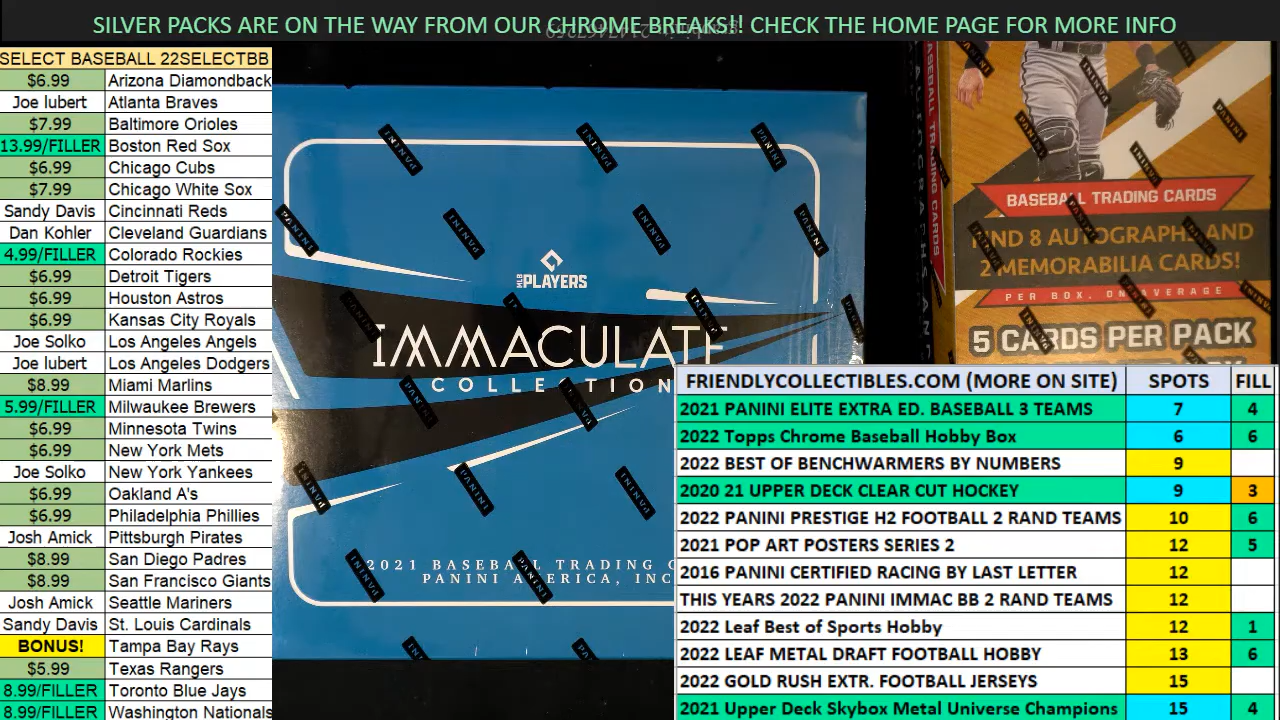 SILVER PACKS ARE ON THE WAY FROM OUR CHROME BREAKS!! CHECK THE HOME PAGE FOR MORE INFO
SELECT BASEBALL 22SELECTBB
$6.99 Arizona Diamondback
Joe Iubert Atlanta Braves
$7.99 Baltimore Orioles
13.99/FILLER Boston Red Sox
$6.99 Chicago Cubs
$7.99 Chicago White Sox
Sandy Davis Cincinnati Reds
Dan Kohler Cleveland Guardians
4.99/FILLER Colorado Rockies
$6.99 Detroit Tigers
$6.99 Houston Astros
$6.99 Kansas City Royals
Joe Solko Los Angeles Angels
Joe Iubert Los Angeles Dodgers
$8.99 Miami Marlins
5.99/FILLER Milwaukee Brewers
$6.99 Minnesota Twins
$6.99 New York Mets
Joe Solko New York Yankees
$6.99 Oakland A's
$6.99 Philadelphia Phillies
Josh Amick Pittsburgh Pirates
$8.99 San Diego Padres
$8.99 San Francisco Giants
Josh Amick Seattle Mariners
Sandy Davis St. Louis Cardinals
BONUS! Tampa Bay Rays
$5.99 Texas Rangers
8.99/FILLER Toronto Blue Jays
8.99/FILLER Washington Nationals
PANINI
MLB PLAYERS
IMMACULATE
COLLECTION
2021 BASEBALL TRADING C
PANINI AMERICA, INC
BASEBALL TRADING CARDS
BASEBALL TRADING CARDS
FIND 8 AUTOGRAPHS AND
2 MEMORABILIA CARDS!
PER BOX, ON AVERAGE
5 CARDS PER PACK
FRIENDLYCOLLECTIBLES.COM (MORE ON SITE) SPOTS FILL
2021 PANINI ELITE EXTRA ED. BASEBALL 3 TEAMS 7 4
2022 Topps Chrome Baseball Hobby Box 6 6
2022 BEST OF BENCHWARMERS BY NUMBERS 9
2020 21 UPPER DECK CLEAR CUT HOCKEY 9 3
2022 PANINI PRESTIGE H2 FOOTBALL 2 RAND TEAMS 10 6
2021 POP ART POSTERS SERIES 2 12 5
2016 PANINI CERTIFIED RACING BY LAST LETTER 12
THIS YEARS 2022 PANINI IMMAC BB 2 RAND TEAMS 12
2022 Leaf Best of Sports Hobby 12 1
2022 LEAF METAL DRAFT FOOTBALL HOBBY 13 6
2022 GOLD RUSH EXTR. FOOTBALL JERSEYS 15
2021 Upper Deck Skybox Metal Universe Champions 15 4